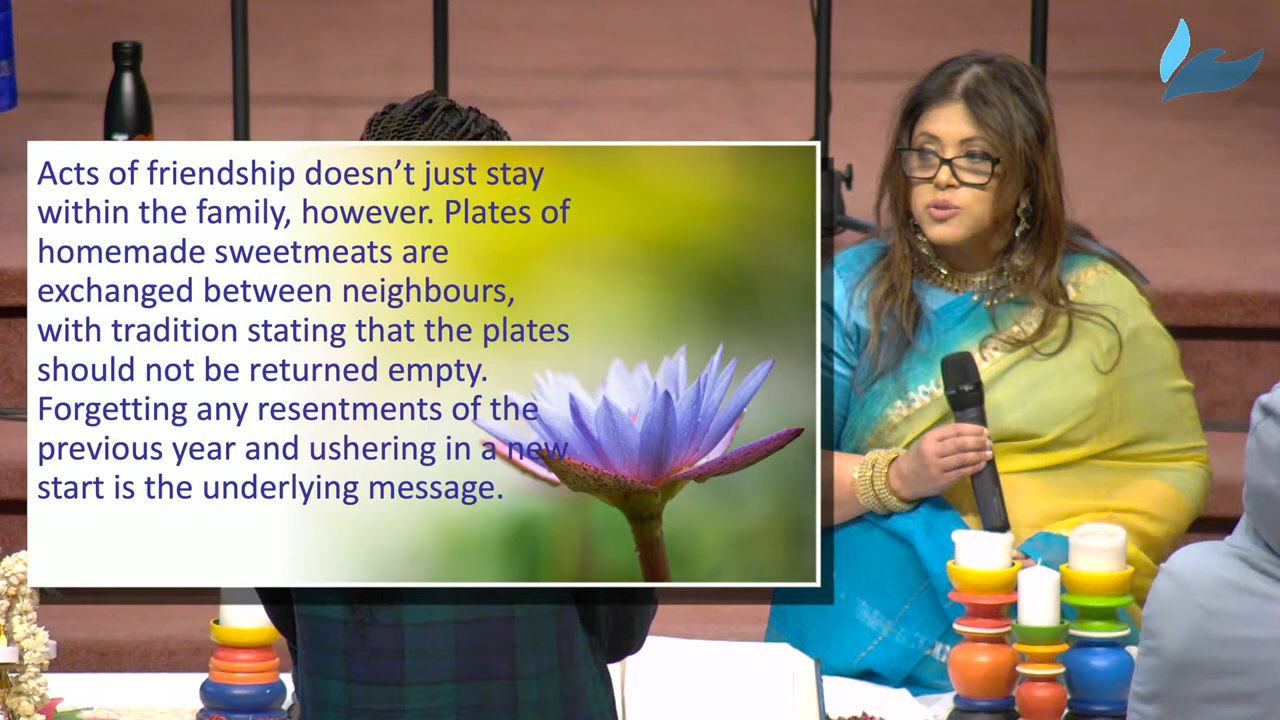 Acts of friendship doesn’t just stay
within the family, however. Plates of
homemade sweetmeats are
exchanged between neighbours,
with tradition stating that the plates
should not be returned empty.
Forgetting any resentments of the
previous year and ushering in a new
start is the underlying message.